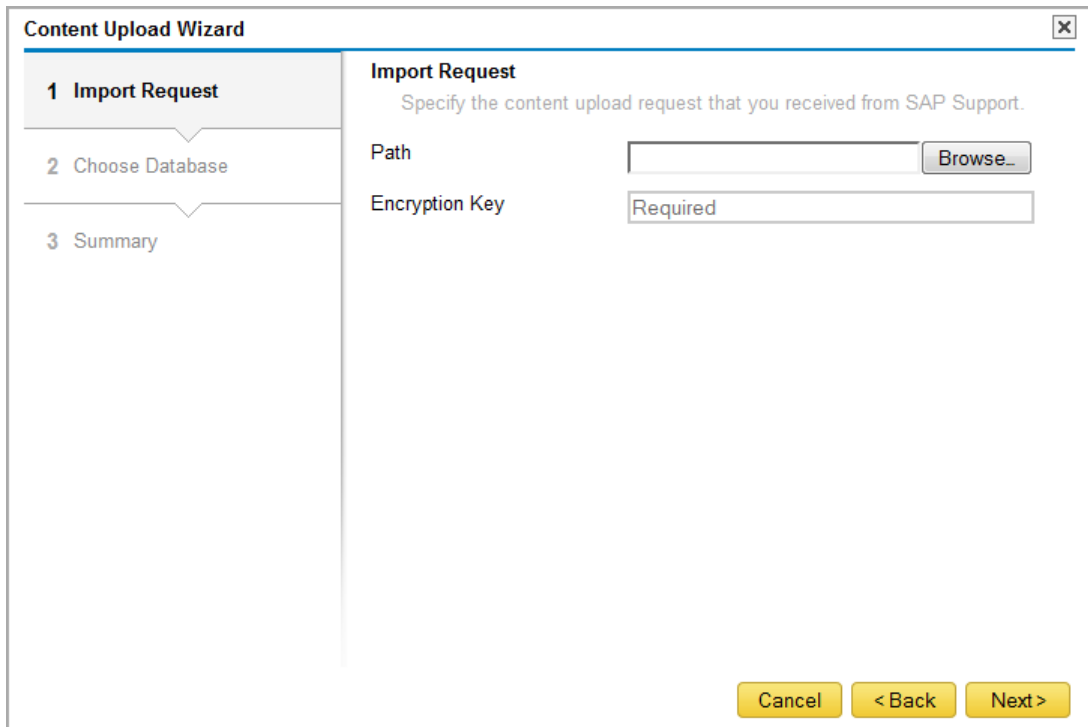 Content Upload Wizard
1 Import Request
2 Choose Database
3 Summary
Import Request
Specify the content upload request that you received from SAP Support.
Path Browse...
Encryption Key Required
Cancel < Back Next >